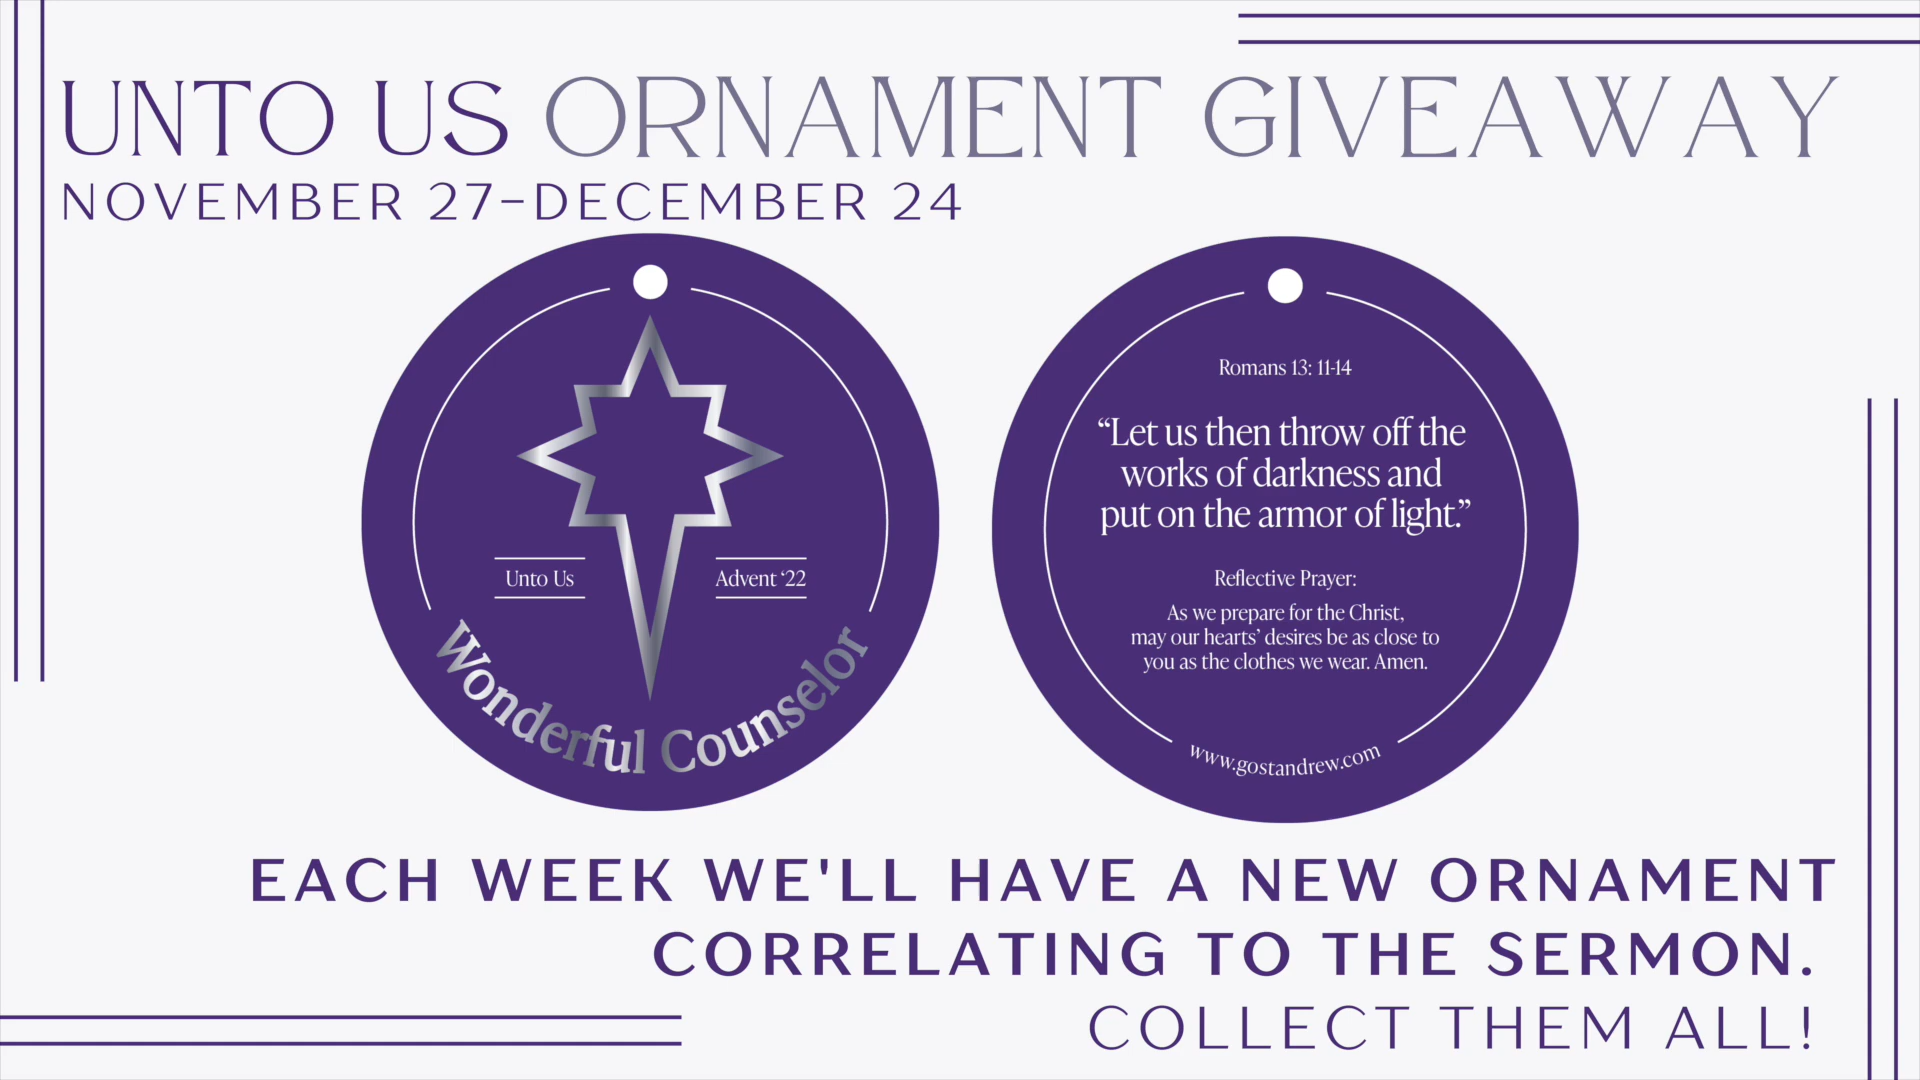 UNTO US ORNAMENT GIVEAWAY
NOVEMBER 27-DECEMBER 24
Unto Us
Advent ‘22
Wonderful Counselor
Romans 13: 11-14
“Let us then throw off the
works of darkness and
put on the armor of light.”
Reflective Prayer:
As we prepare for the Christ,
may our hearts’ desires be as close to
you as the clothes we wear. Amen.
www.gostandrew.com
EACH WEEK WE'LL HAVE A NEW ORNAMENT
CORRELATING TO THE SERMON.
COLLECT THEM ALL!